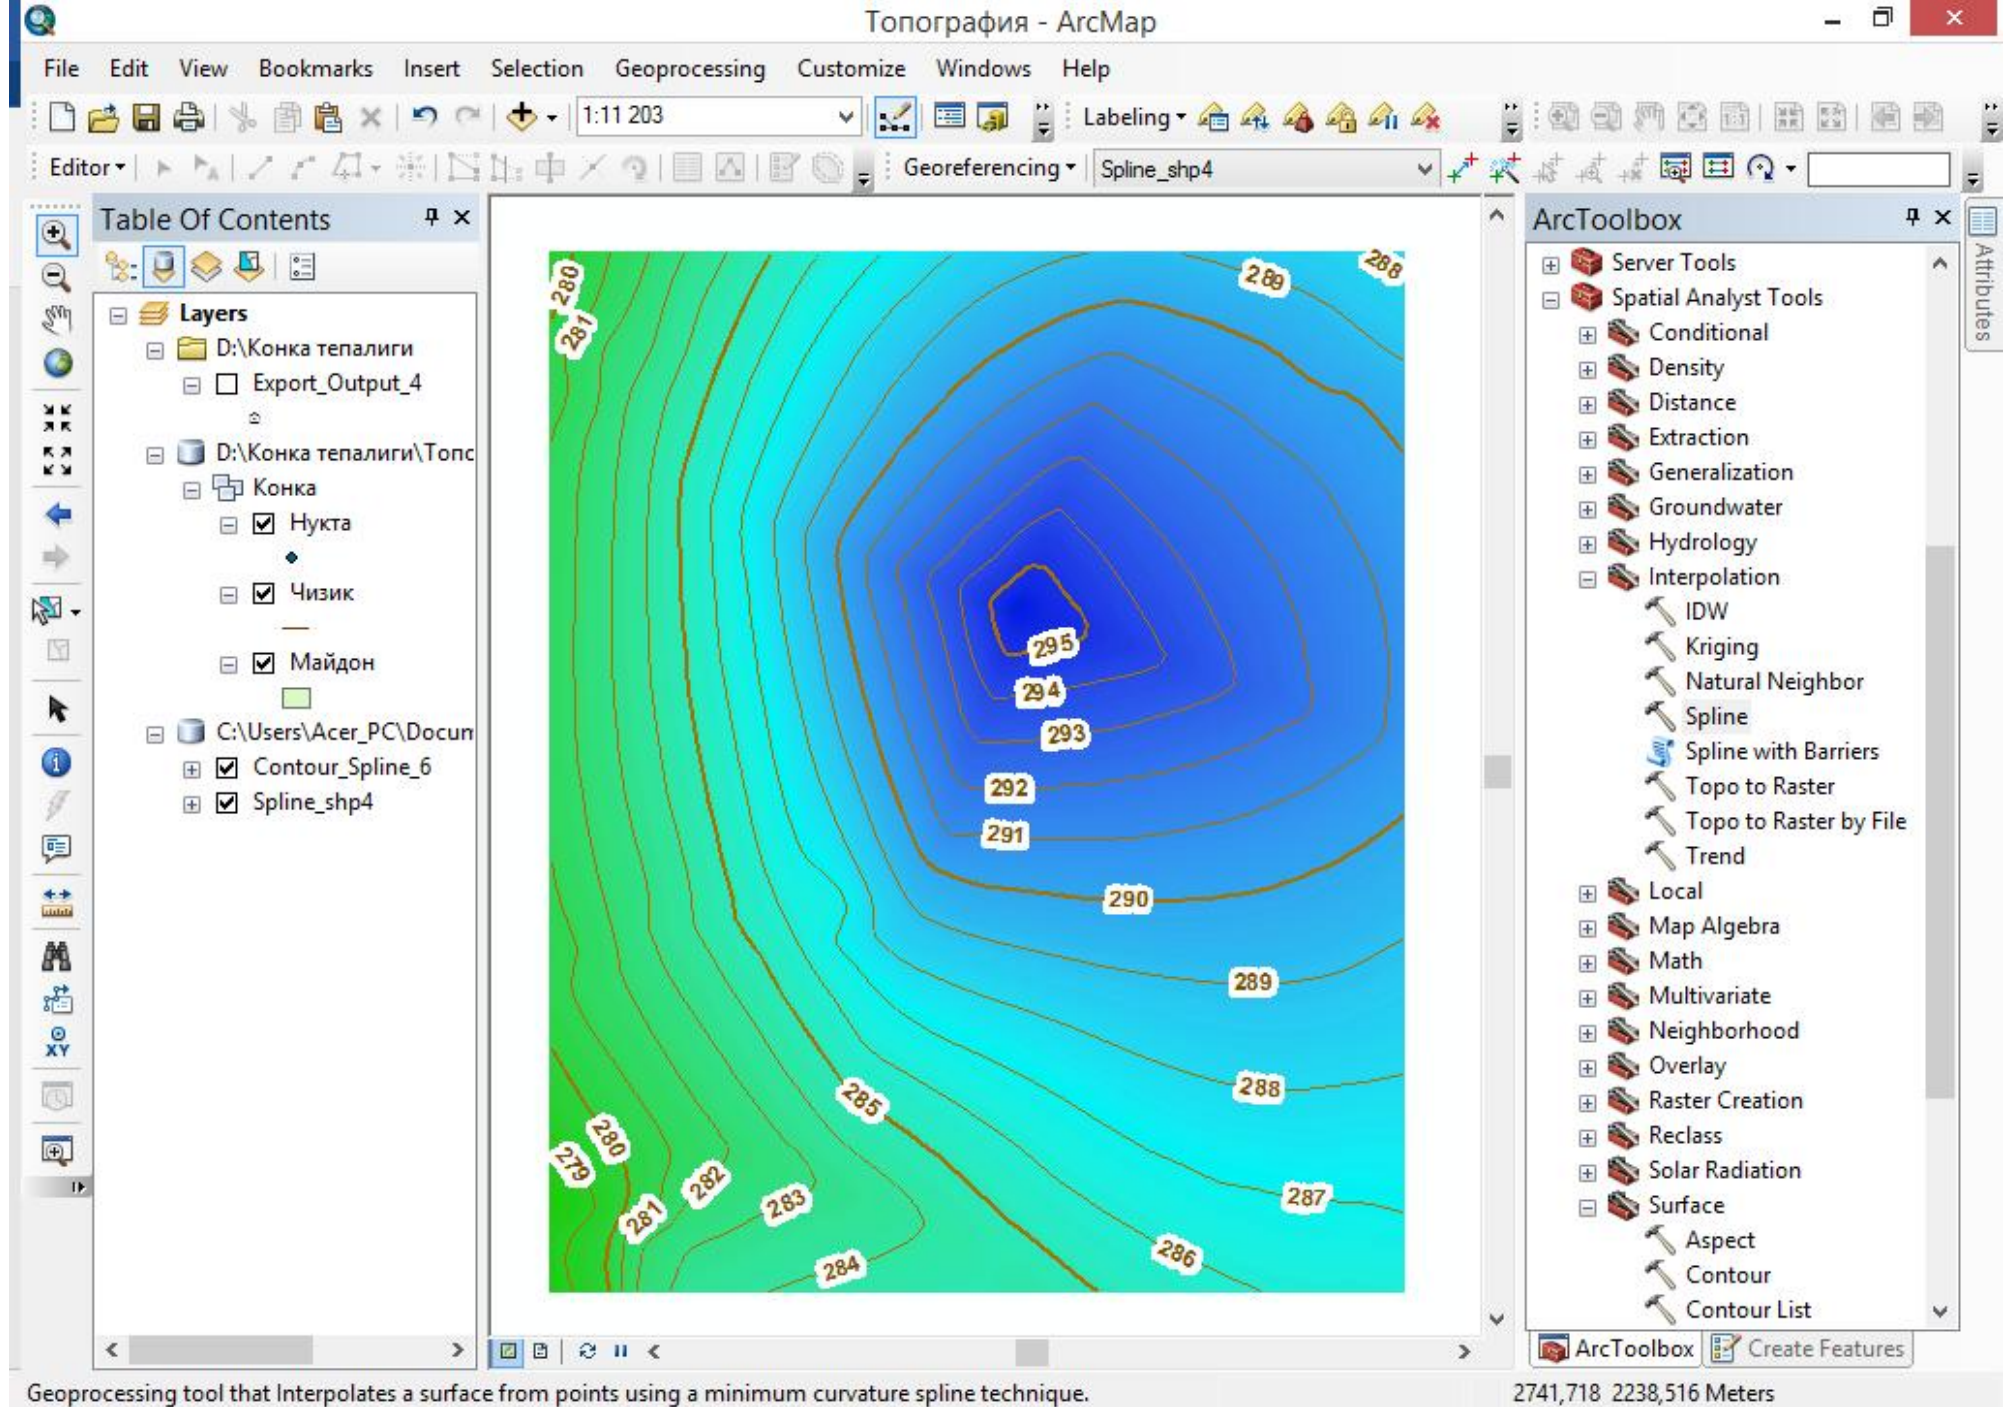 Топография - ArcMap
File Edit View Bookmarks Insert Selection Geoprocessing Customize Windows Help
1:11 203
Labeling
Editor
Georeferencing
Spline_shp4
Table Of Contents
Layers
D:\Конка тепалиги
Export_Output_4
D:\Конка тепалиги\Топс
Конка
Нукта
Чизик
Майдон
C:\Users\Acer_PC\Docum
Contour_Spline_6
Spline_shp4
XY
280
281
289
288
295
294
293
292
291
290
289
288
285
280
279
282
281
283
287
286
284
ArcToolbox
Server Tools
Spatial Analyst Tools
Conditional
Density
Distance
Extraction
Generalization
Groundwater
Hydrology
Interpolation
IDW
Kriging
Natural Neighbor
Spline
Spline with Barriers
Topo to Raster
Topo to Raster by File
Trend
Local
Map Algebra
Math
Multivariate
Neighborhood
Overlay
Raster Creation
Reclass
Solar Radiation
Surface
Aspect
Contour
Contour List
ArcToolbox
Create Features
Attributes
Geoprocessing tool that Interpolates a surface from points using a minimum curvature spline technique.
2741,718 2238,516 Meters